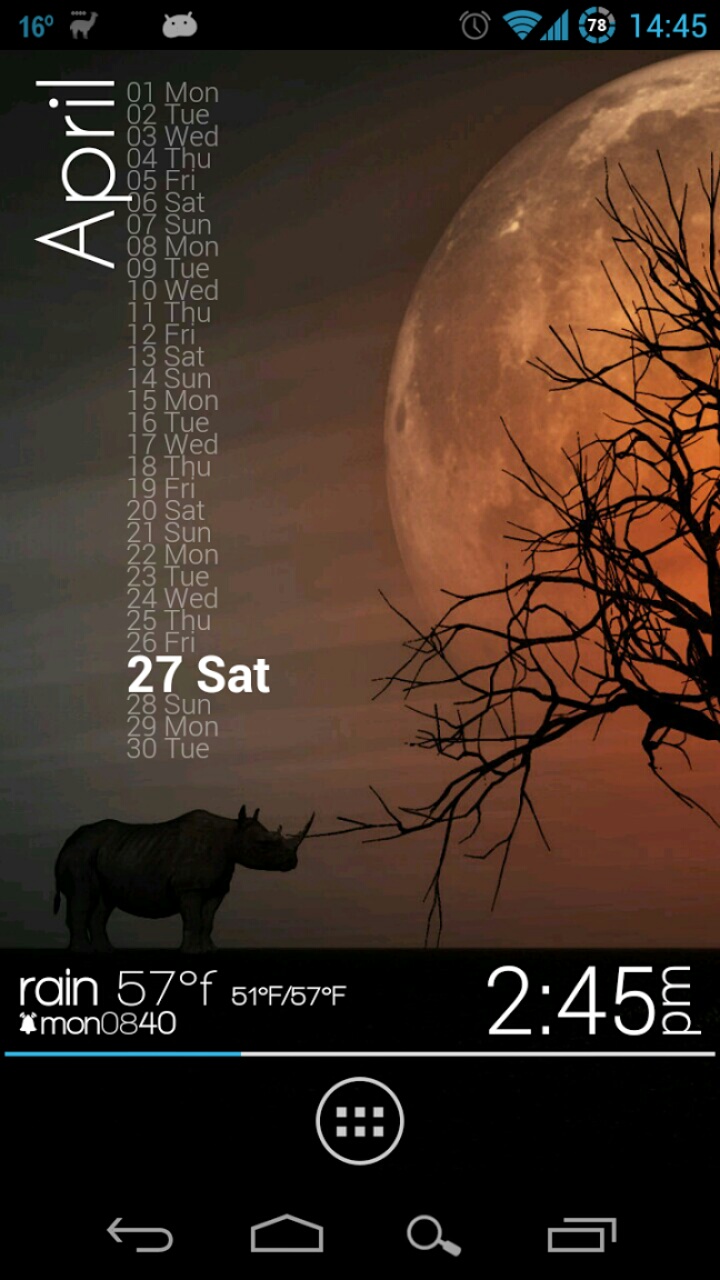 16º 78 14:45
April
01 Mon
02 Tue
03 Wed
04 Thu
05 Fri
06 Sat
07 Sun
08 Mon
09 Tue
10 Wed
11 Thu
12 Fri
13 Sat
14 Sun
15 Mon
16 Tue
17 Wed
18 Thu
19 Fri
20 Sat
21 Sun
22 Mon
23 Tue
24 Wed
25 Thu
26 Fri
27 Sat
28 Sun
29 Mon
30 Tue
rain 57°f 51°F/57°F
mon0840
2:45 pm